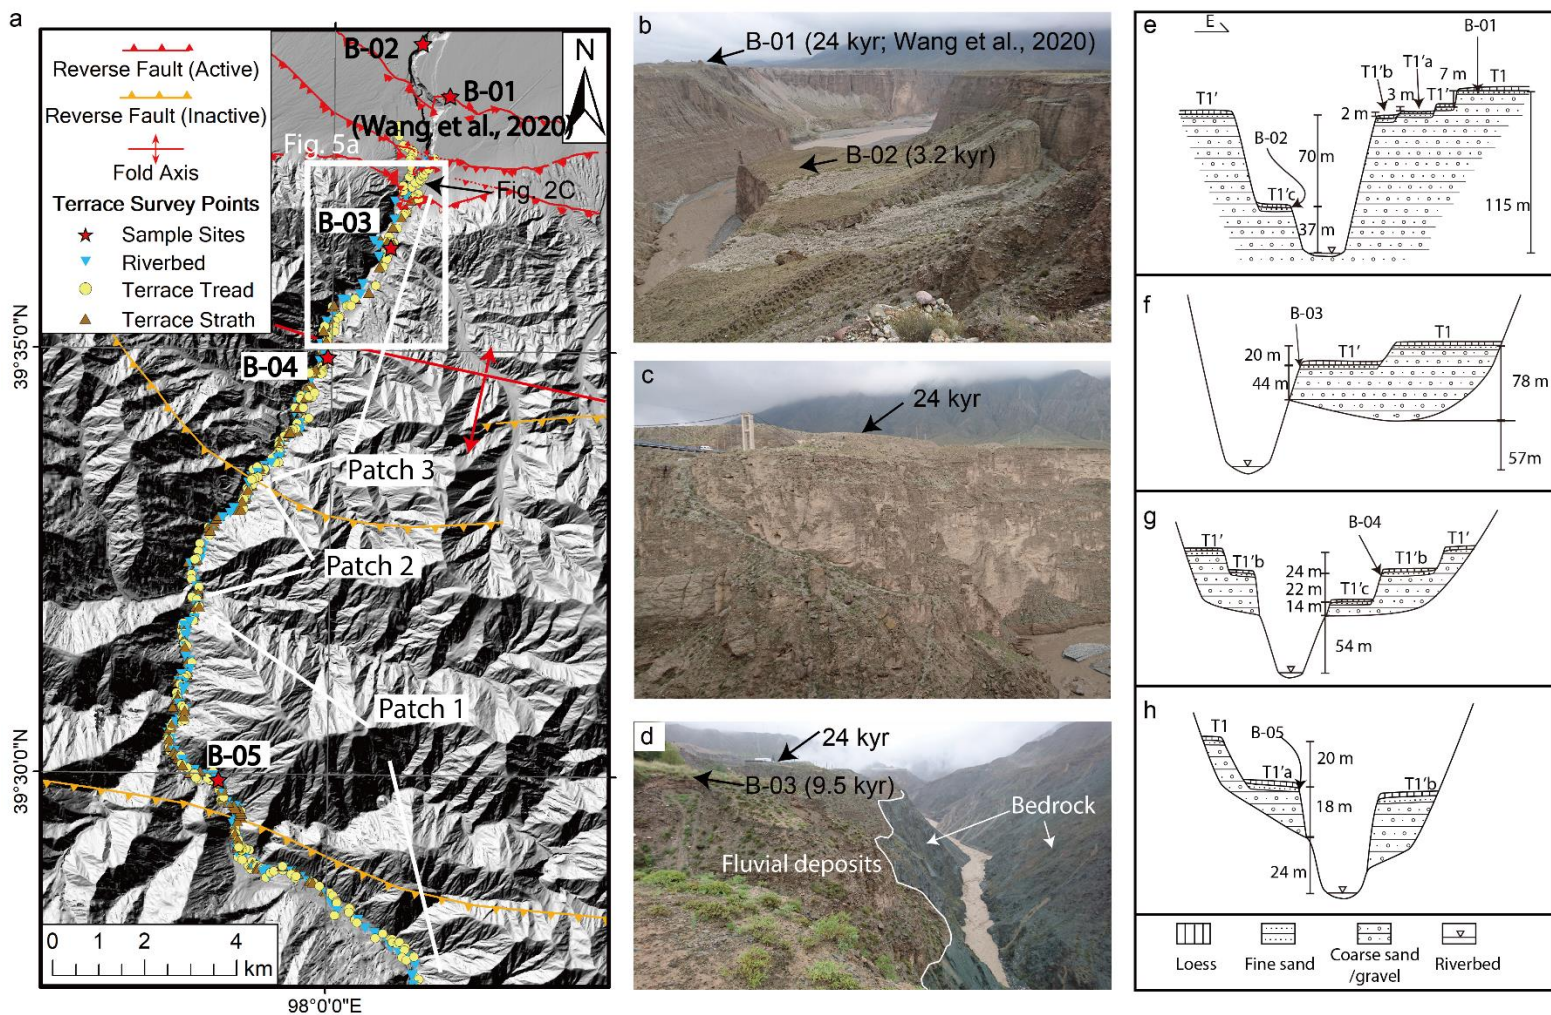 a
Reverse Fault (Active)
Reverse Fault (Inactive)
Fold Axis
Terrace Survey Points
Sample Sites
Riverbed
Terrace Tread
Terrace Strath
N
B-02
B-01
(Wang et al., 2020)
Fig. 5a
Fig. 2C
B-03
B-04
Patch 3
Patch 2
Patch 1
B-05
39°35'0"N
39°30'0"N
98°0'0"E
0 1 2 4
km
b
B-01 (24 kyr; Wang et al., 2020)
B-02 (3.2 kyr)
c
24 kyr
d
24 kyr
B-03 (9.5 kyr)
Bedrock
Fluvial deposits
e
E
B-01
T1'
T1'b
T1'a
7 m
T1
3 m
T1'
2 m
B-02
70 m
T1'c
37 m
115 m
f
B-03
T1
20 m
T1'
44 m
78 m
57m
g
B-04
T1'
T1'b
24 m
T1'b
T1'
22 m
T1'c
14 m
54 m
h
T1
B-05
20 m
T1'a
T1'b
18 m
24 m
Loess
Fine sand
Coarse sand
/gravel
Riverbed